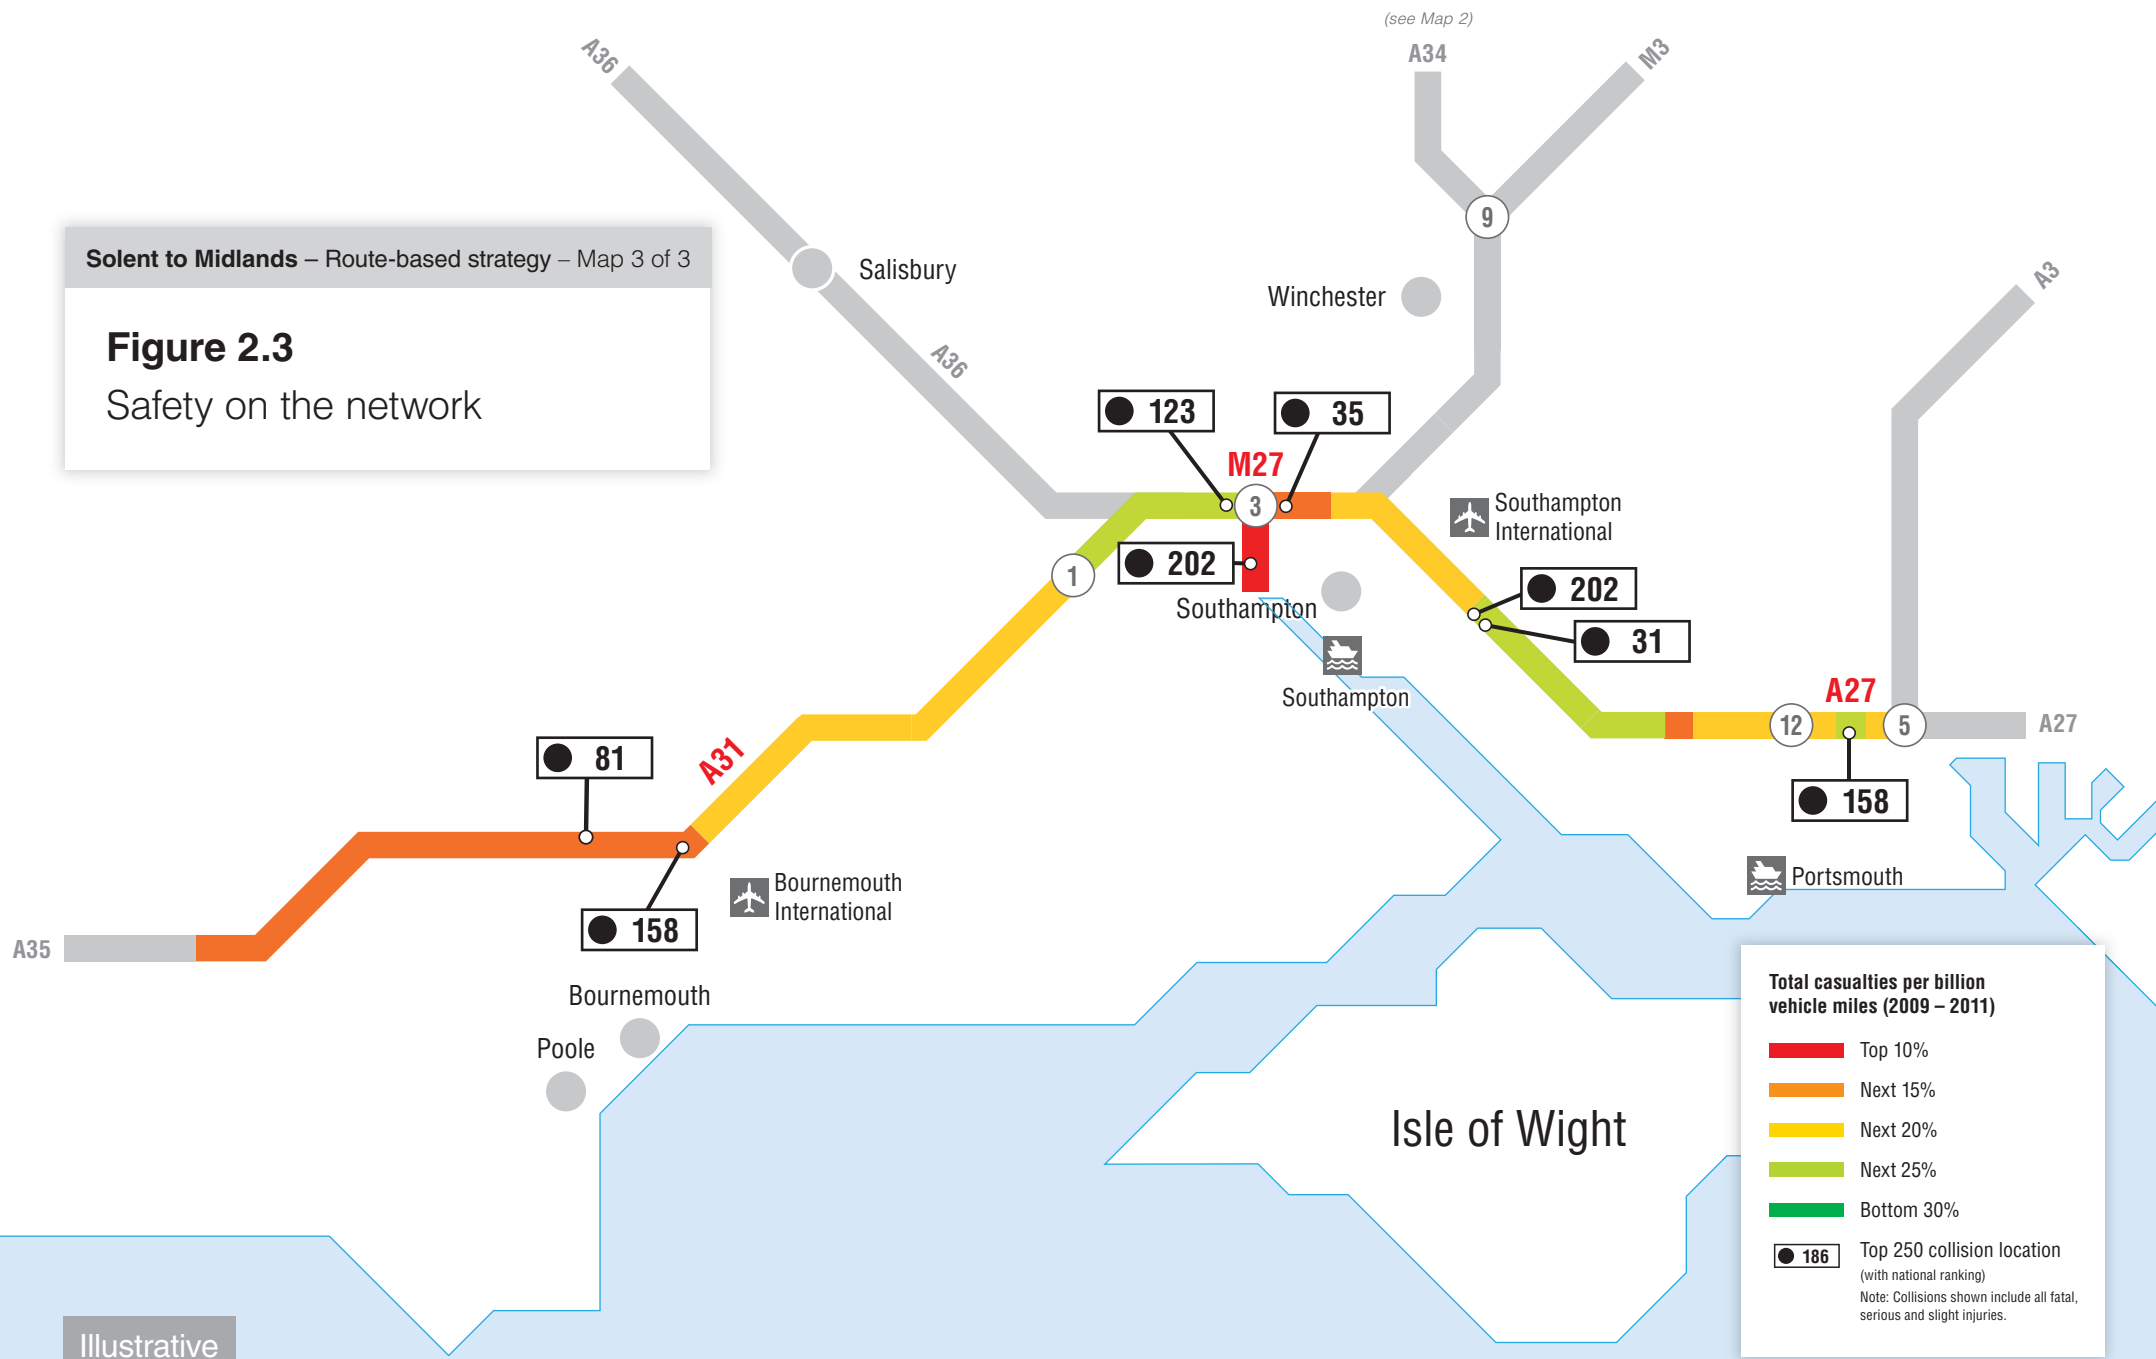 (see Map 2)
A36
A34
M3
Solent to Midlands – Route-based strategy – Map 3 of 3
Figure 2.3
Safety on the network
Salisbury
9
Winchester
A3
A36
123
35
M27
3
Southampton
International
1
202
202
Southampton
31
Southampton
A27
12
5
A27
81
A31
158
Bournemouth
International
Portsmouth
158
A35
Bournemouth
Poole
Isle of Wight
Total casualties per billion
vehicle miles (2009 – 2011)
Top 10%
Next 15%
Next 20%
Next 25%
Bottom 30%
186
Top 250 collision location
(with national ranking)
Note: Collisions shown include all fatal,
serious and slight injuries.
Illustrative